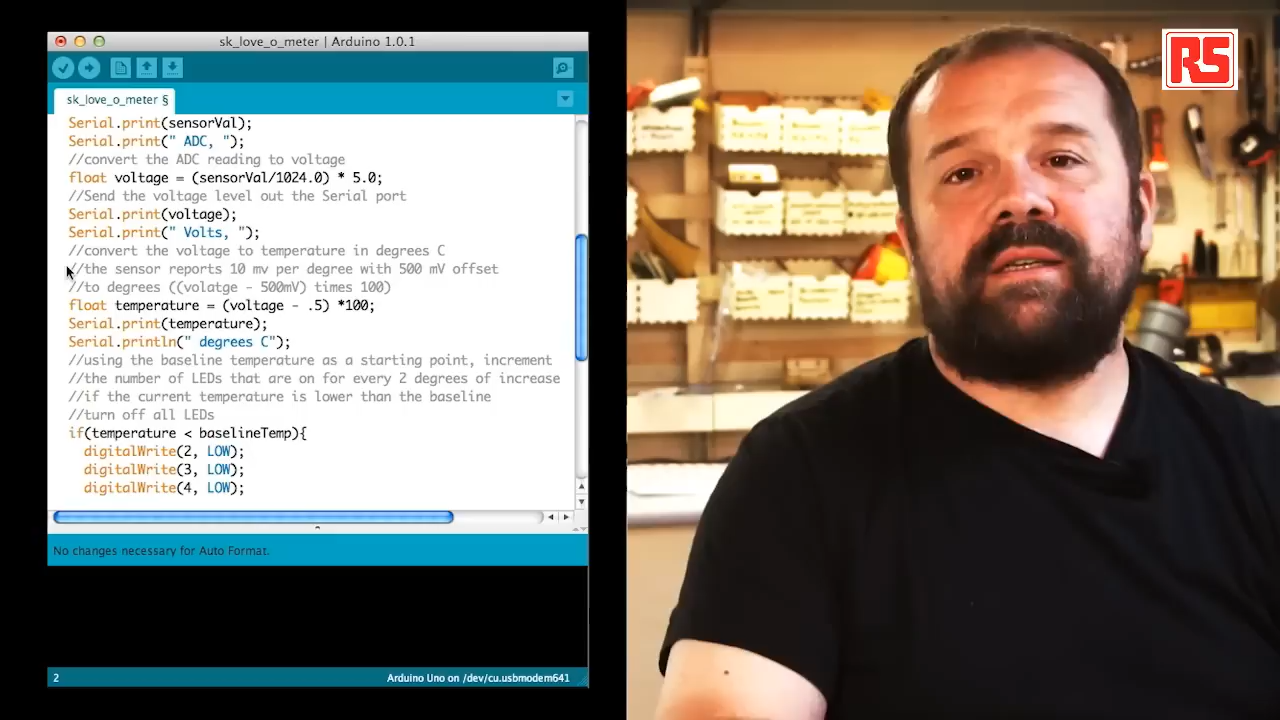 sk_love_o_meter | Arduino 1.0.1
sk_love_o_meter §
Serial.print(sensorVal);
Serial.print(" ADC, ");
//convert the ADC reading to voltage
float voltage = (sensorVal/1024.0) * 5.0;
//Send the voltage level out the Serial port
Serial.print(voltage);
Serial.print(" Volts, ");
//convert the voltage to temperature in degrees C
//the sensor reports 10 mv per degree with 500 mV offset
//to degrees ((volatge - 500mV) times 100)
float temperature = (voltage - .5) *100;
Serial.print(temperature);
Serial.println(" degrees C");
//using the baseline temperature as a starting point, increment
//the number of LEDs that are on for every 2 degrees of increase
//if the current temperature is lower than the baseline
//turn off all LEDs
if(temperature < baselineTemp){
digitalWrite(2, LOW);
digitalWrite(3, LOW);
digitalWrite(4, LOW);
No changes necessary for Auto Format.
2
Arduino Uno on /dev/cu.usbmodem641
RS